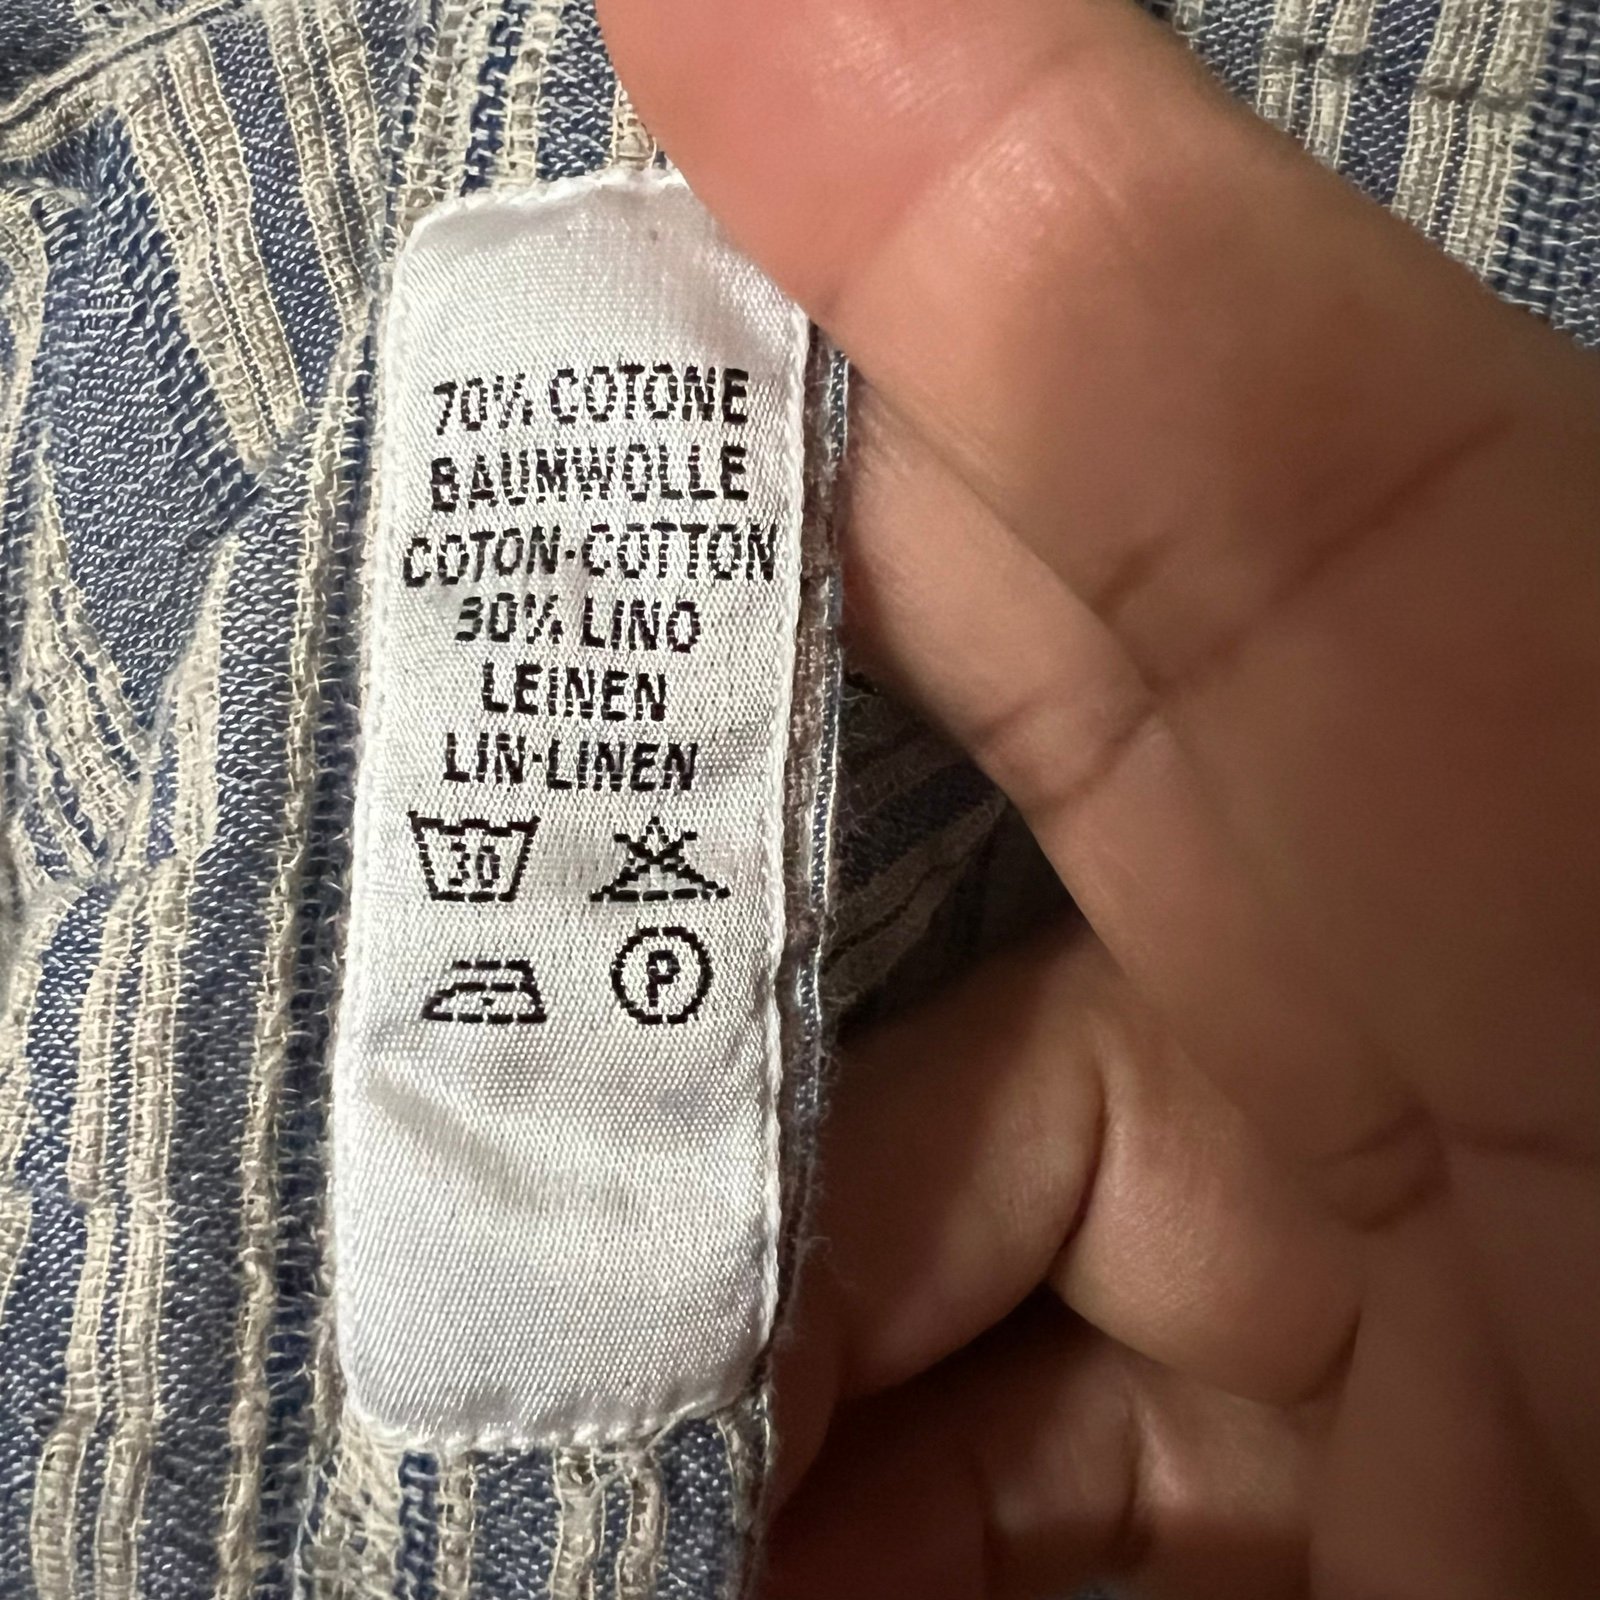 70% COTONE
BAUMWOLLE
COTON-COTTON
30% LINO
LEINEN
LIN-LINEN
30
P